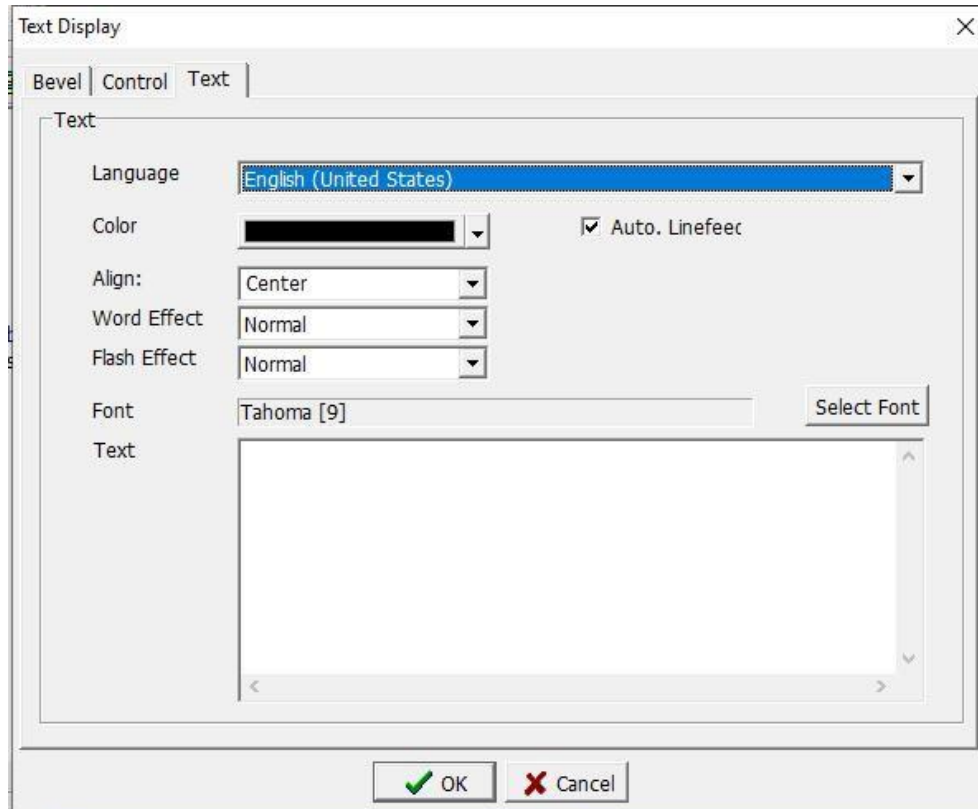 Text Display
Bevel Control Text
Text
Language English (United States)
Color Auto. Linefeed
Align: Center
Word Effect Normal
Flash Effect Normal
Font Tahoma [9] Select Font
Text
OK Cancel